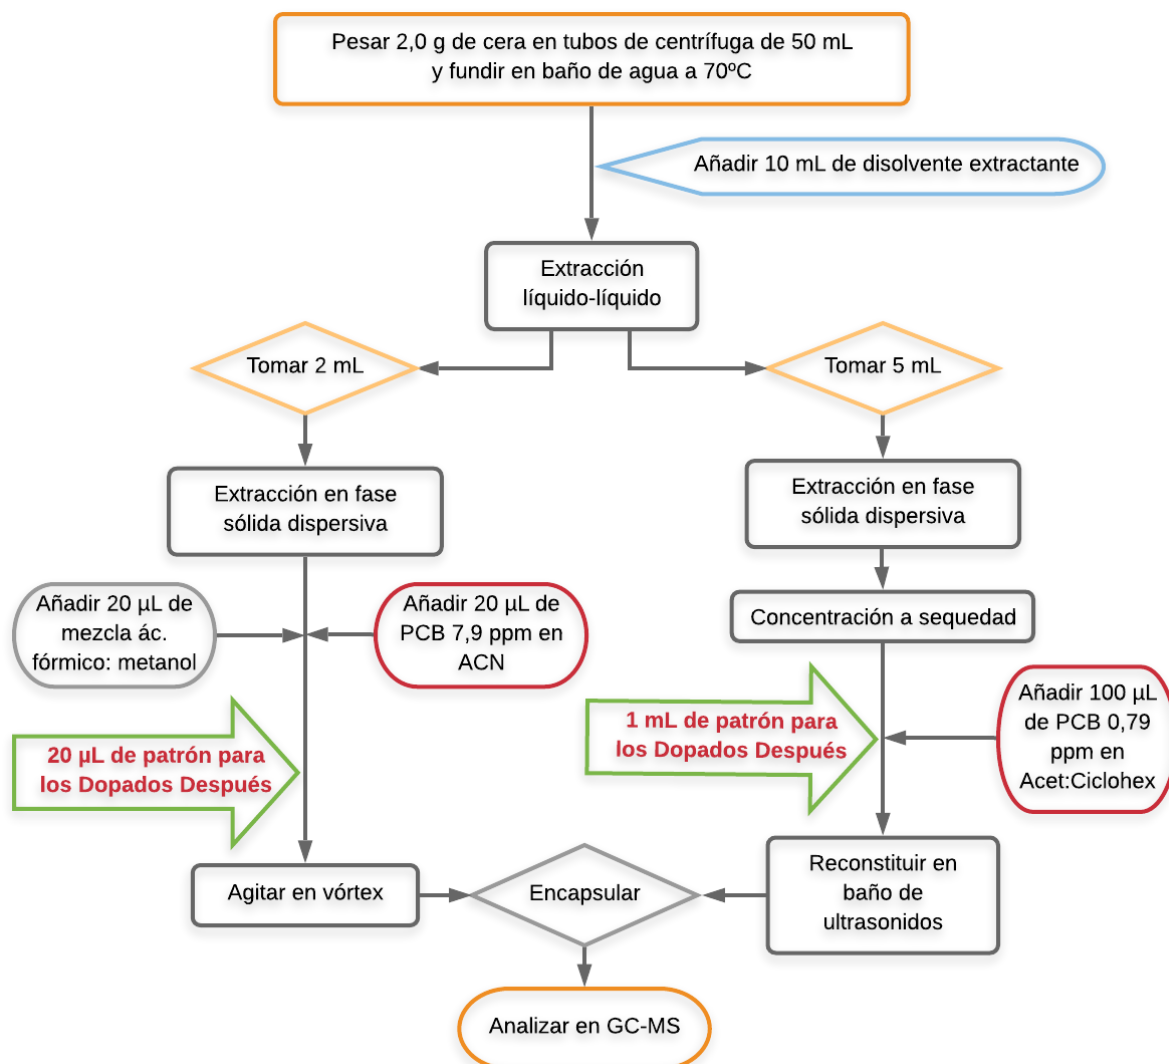 Pesar 2,0 g de cera en tubos de centrífuga de 50 mL
y fundir en baño de agua a 70ºC
Añadir 10 mL de disolvente extractante
Extracción
líquido-líquido
Tomar 2 mL
Tomar 5 mL
Extracción en fase
sólida dispersiva
Extracción en fase
sólida dispersiva
Añadir 20 µL de
mezcla ác.
fórmico: metanol
Añadir 20 µL de
PCB 7,9 ppm en
ACN
Concentración a sequedad
20 µL de patrón para
los Dopados Después
1 mL de patrón para
los Dopados Después
Añadir 100 µL
de PCB 0,79
ppm en
Acet:Ciclohex
Agitar en vórtex
Encapsular
Reconstituir en
baño de
ultrasonidos
Analizar en GC-MS